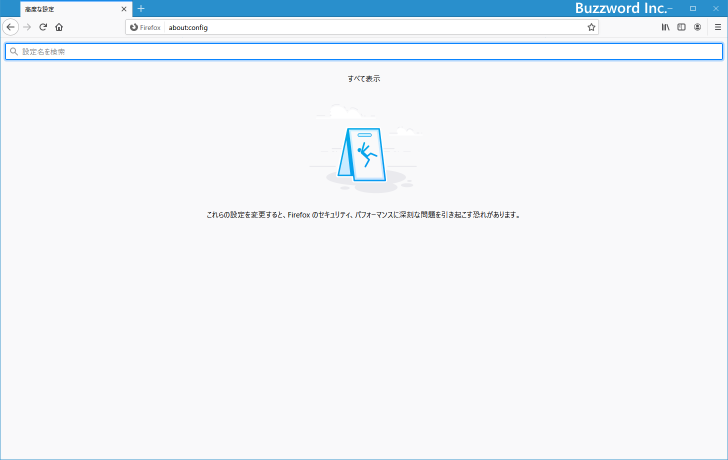 高度な設定
Buzzword Inc.
Firefox
about:config
設定名を検索
すべて表示
これらの設定を変更すると、Firefox のセキュリティ、パフォーマンスに深刻な問題を引き起こす恐れがあります。